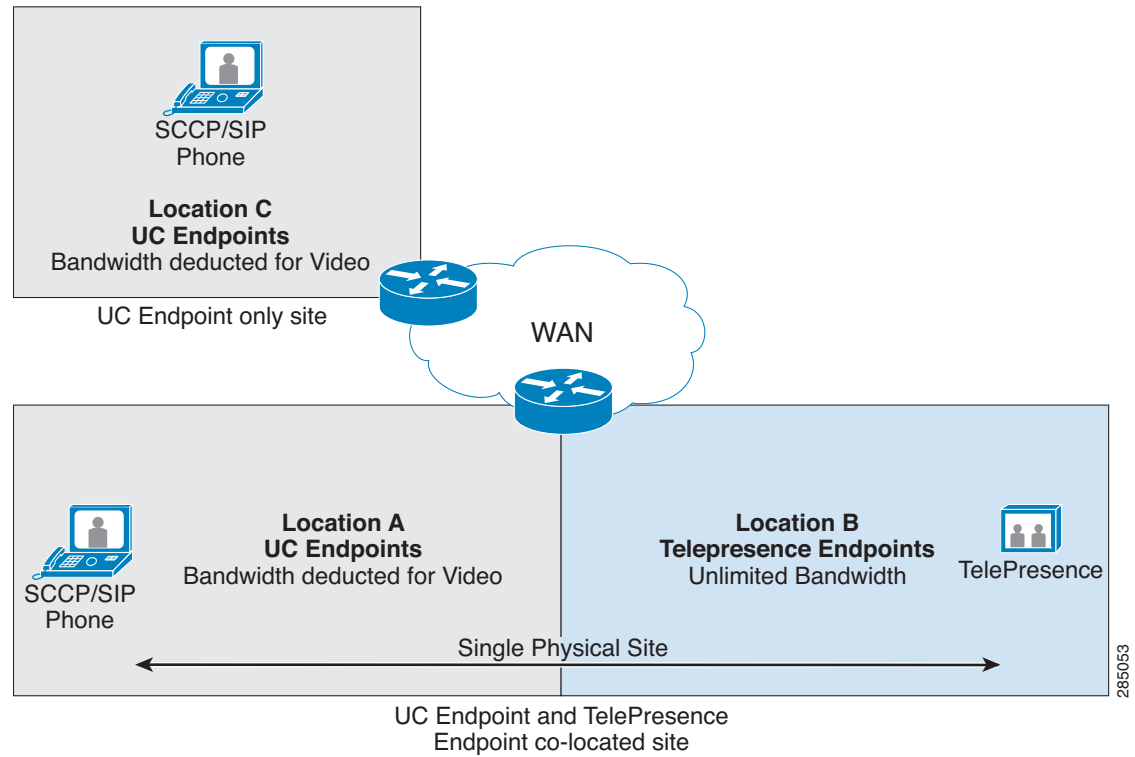 SCCP/SIP
Phone
Location C
UC Endpoints
Bandwidth deducted for Video
UC Endpoint only site
WAN
SCCP/SIP
Phone
Location A
UC Endpoints
Bandwidth deducted for Video
Location B
Telepresence Endpoints
Unlimited Bandwidth
TelePresence
Single Physical Site
285053
UC Endpoint and TelePresence
Endpoint co-located site